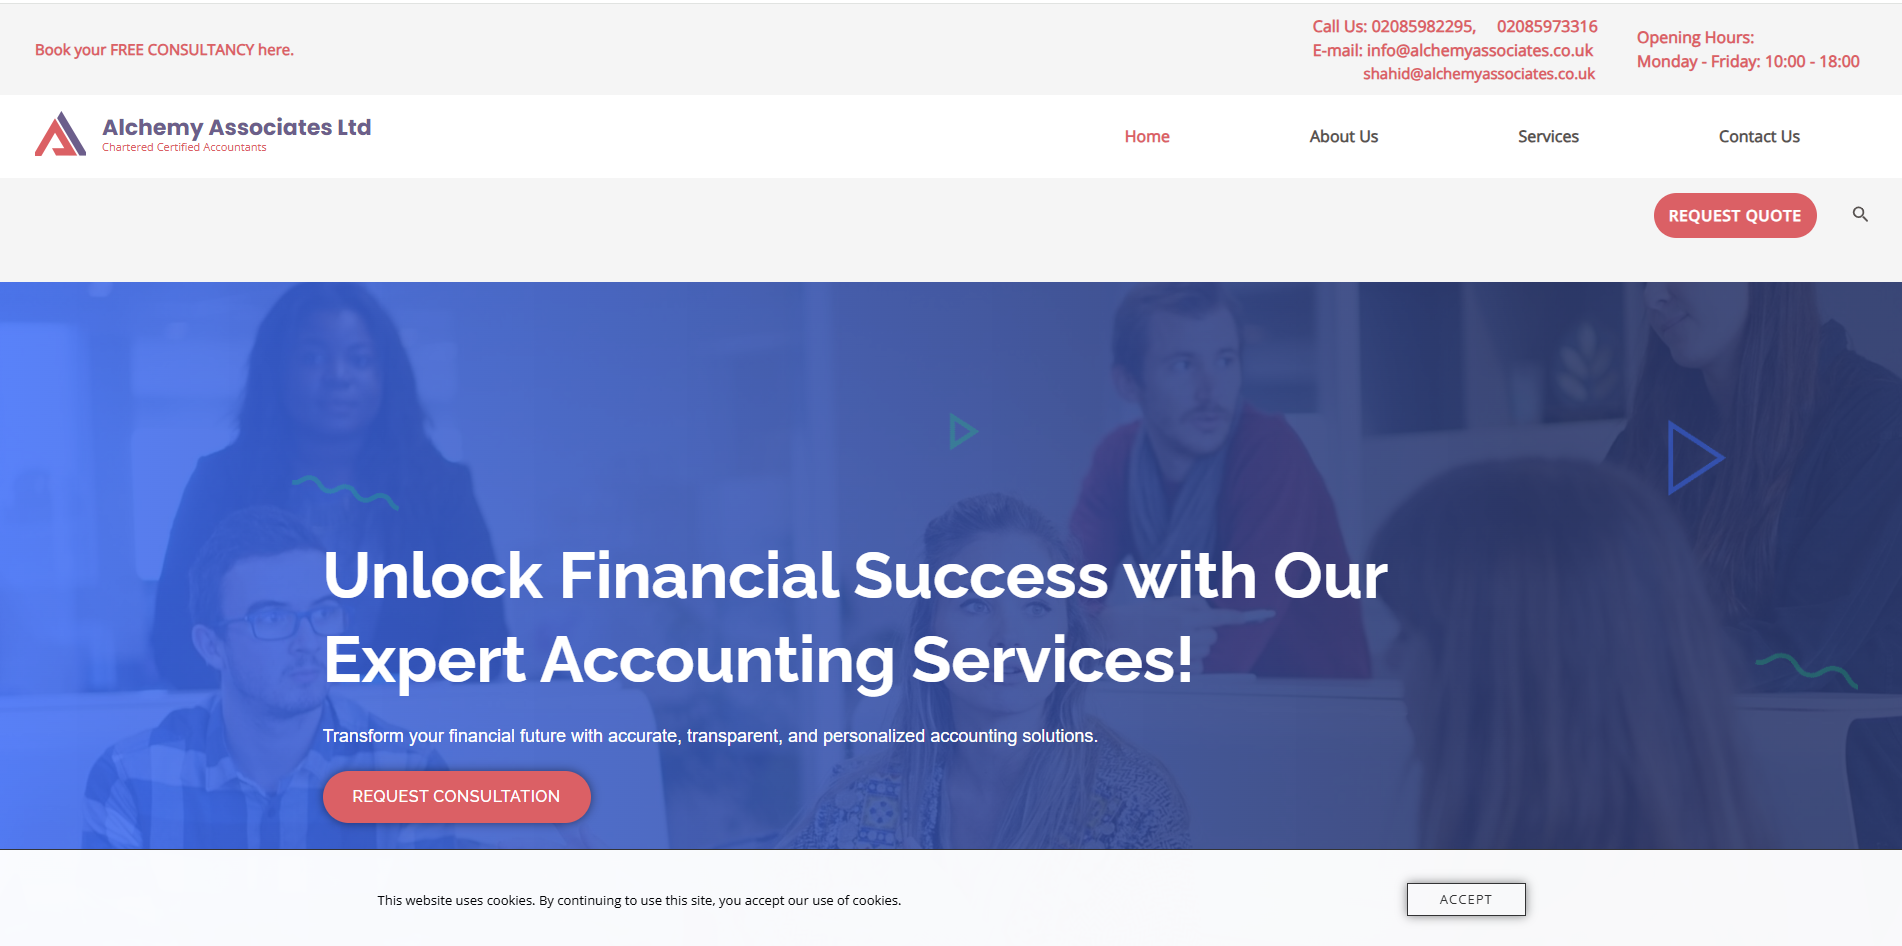 Book your FREE CONSULTANCY here.
Call Us: 02085982295, 02085973316
E-mail: info@alchemyassociates.co.uk
shahid@alchemyassociates.co.uk
Opening Hours:
Monday - Friday: 10:00 - 18:00
Alchemy Associates Ltd
Chartered Certified Accountants
Home
About Us
Services
Contact Us
REQUEST QUOTE
Unlock Financial Success with Our
Expert Accounting Services!
Transform your financial future with accurate, transparent, and personalized accounting solutions.
REQUEST CONSULTATION
This website uses cookies. By continuing to use this site, you accept our use of cookies.
ACCEPT